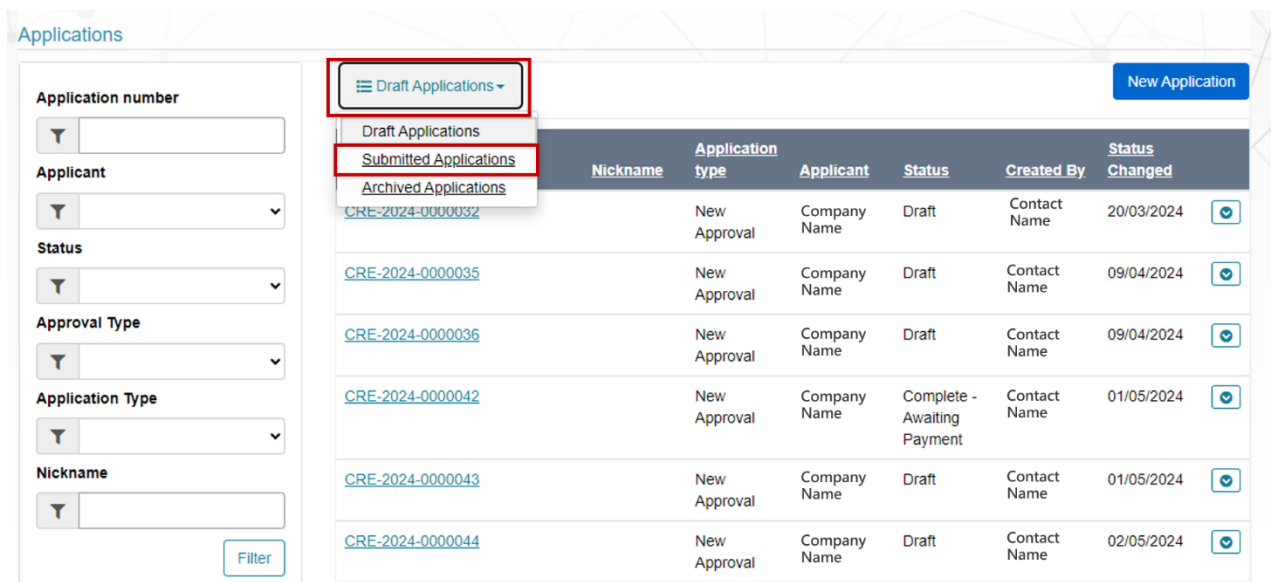 Applications
Application number
Applicant
Status
Approval Type
Application Type
Nickname
Filter
Draft Applications
New Application
Draft Applications
Submitted Applications
Archived Applications
Nickname Application type Applicant Status Created By Status Changed
CRE-2024-0000032 New Approval Company Name Draft Contact Name 20/03/2024
CRE-2024-0000035 New Approval Company Name Draft Contact Name 09/04/2024
CRE-2024-0000036 New Approval Company Name Draft Contact Name 09/04/2024
CRE-2024-0000042 New Approval Company Name Complete - Awaiting Payment Contact Name 01/05/2024
CRE-2024-0000043 New Approval Company Name Draft Contact Name 01/05/2024
CRE-2024-0000044 New Approval Company Name Draft Contact Name 02/05/2024